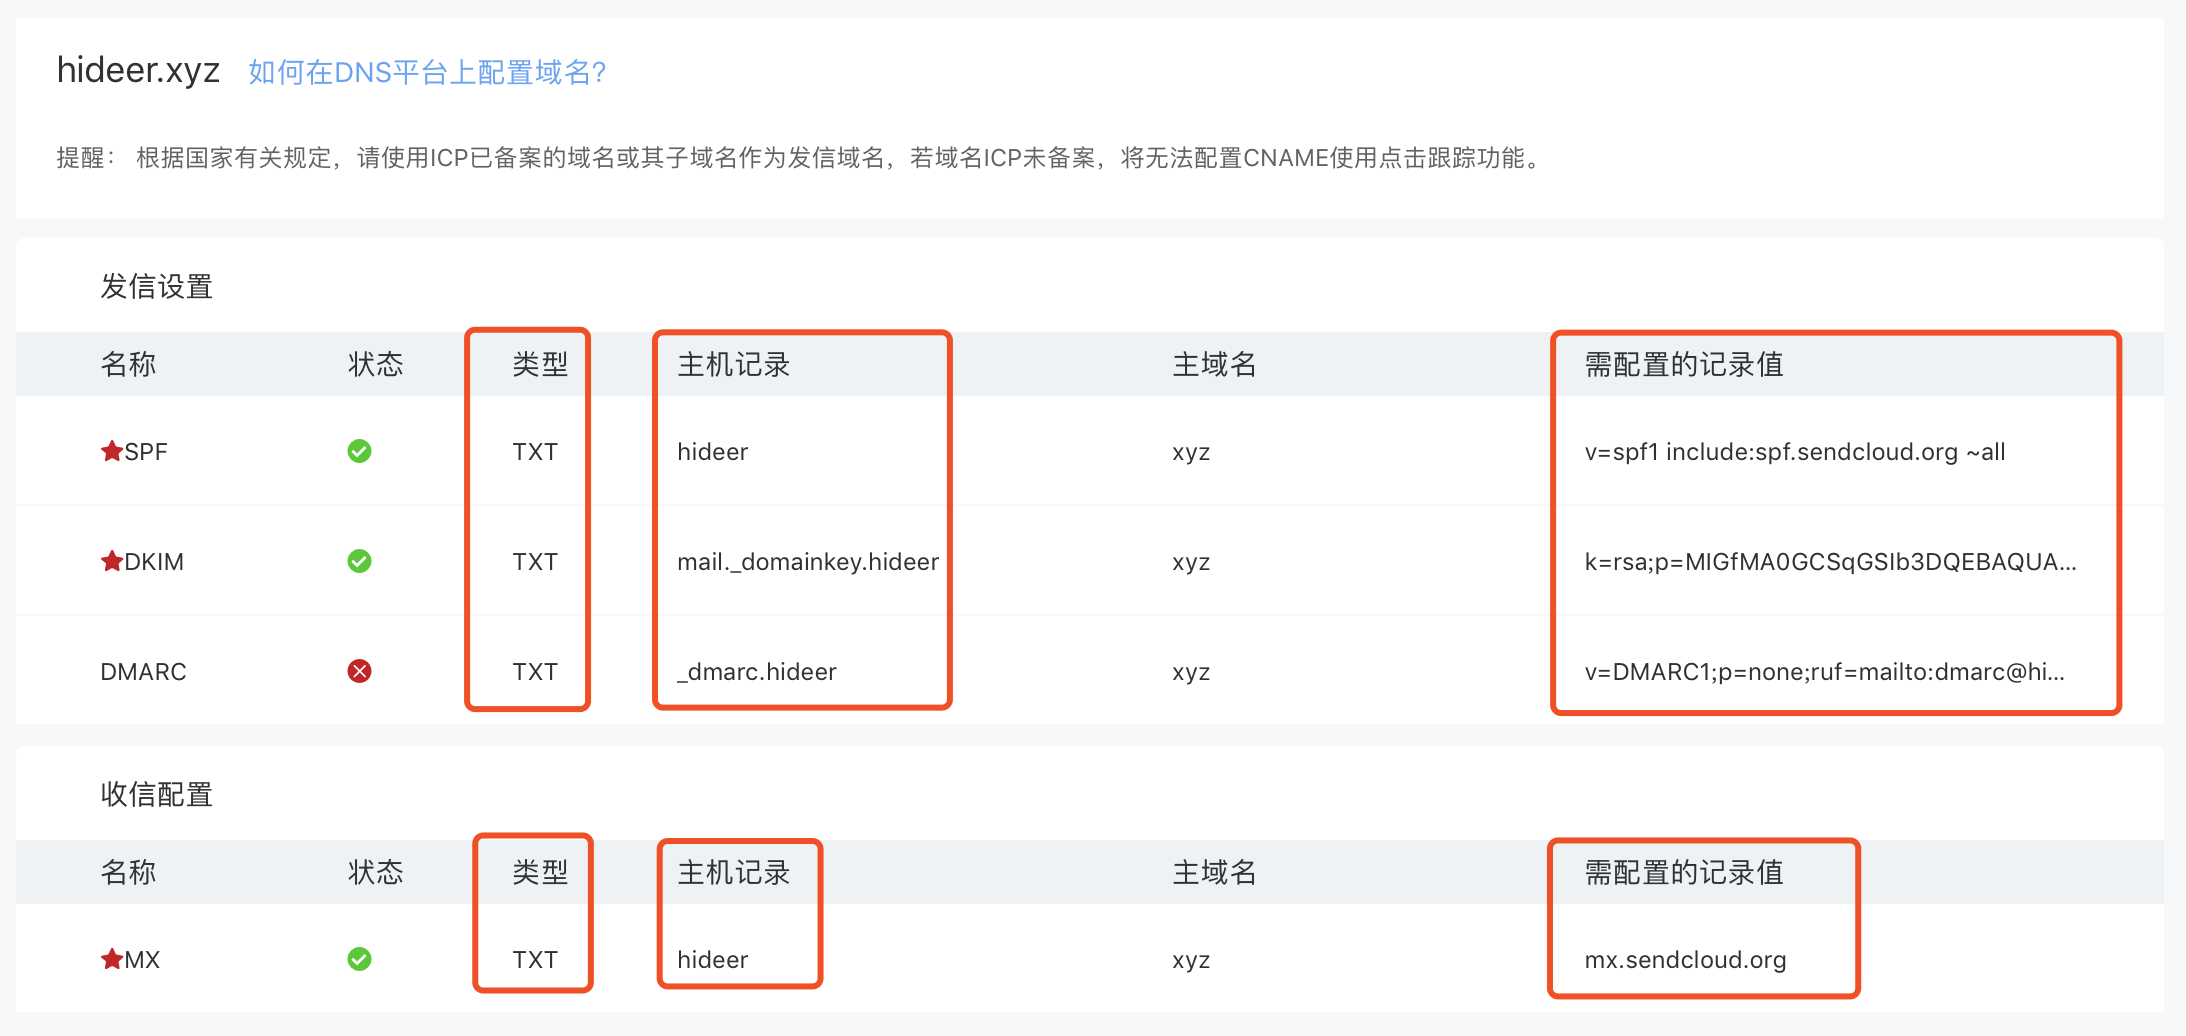 hideer.xyz 如何在DNS平台上配置域名?
提醒： 根据国家有关规定，请使用ICP已备案的域名或其子域名作为发信域名，若域名ICP未备案，将无法配置CNAME使用点击跟踪功能。
发信设置
名称 状态 类型 主机记录 主域名 需配置的记录值
SPF TXT hideer xyz v=spf1 include:spf.sendcloud.org ~all
DKIM TXT mail._domainkey.hideer xyz k=rsa;p=MIGfMA0GCSqGSIb3DQEBAQUA...
DMARC TXT _dmarc.hideer xyz v=DMARC1;p=none;ruf=mailto:dmarc@hi...
收信配置
名称 状态 类型 主机记录 主域名 需配置的记录值
MX TXT hideer xyz mx.sendcloud.org